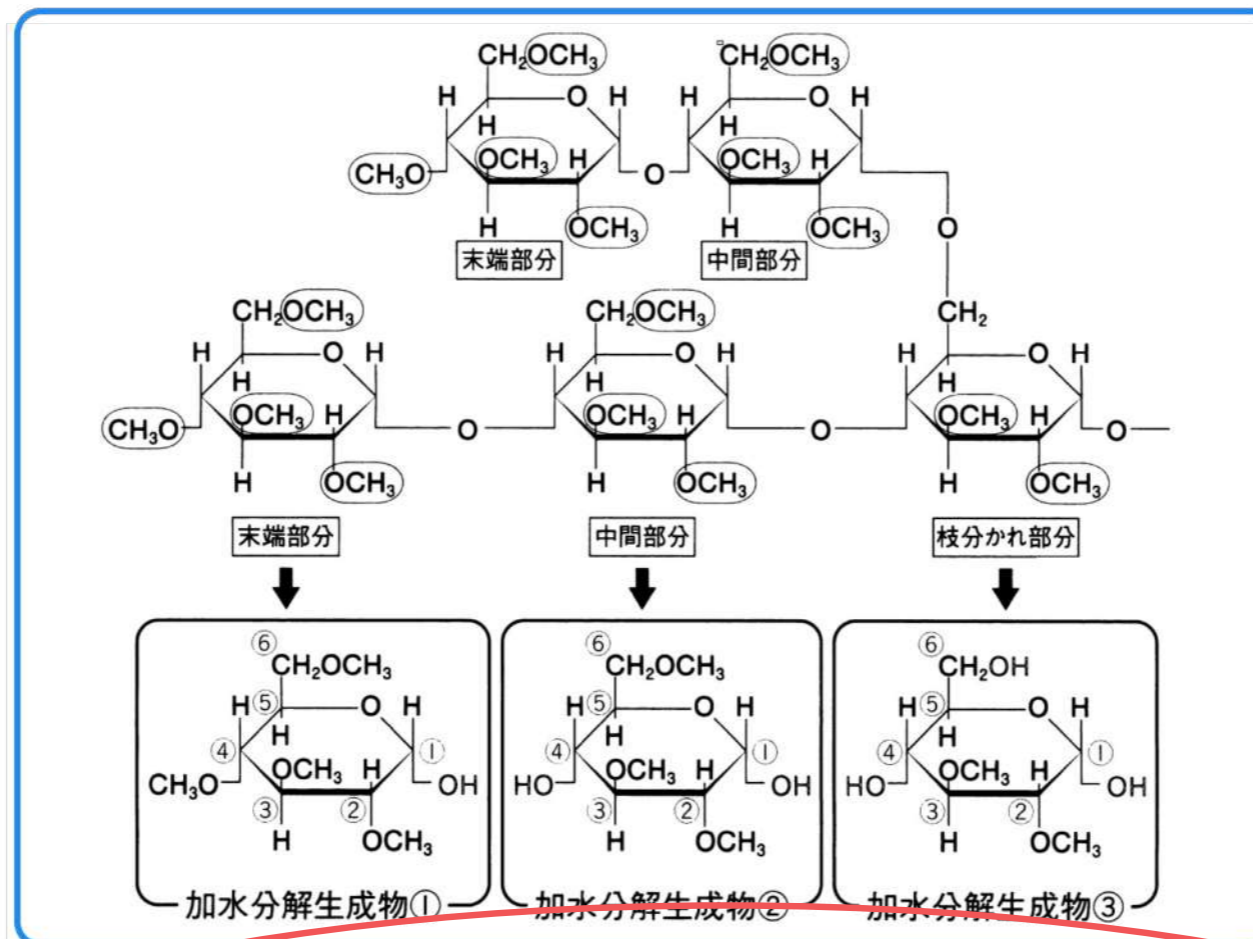 CH₂OCH₃ CH₂OCH₃
H O H H O H
H H
CH₃O OCH₃ H O OCH₃ H
H OCH₃ H OCH₃ O
末端部分 中間部分
CH₂OCH₃ CH₂OCH₃ CH₂
H O H H O H H O H
H H H
CH₃O OCH₃ H O OCH₃ H O OCH₃ H O
H OCH₃ H OCH₃ H OCH₃
末端部分 中間部分 枝分かれ部分
⑥ ⑥ ⑥
CH₂OCH₃ CH₂OCH₃ CH₂OH
H ⑤ O H H ⑤ O H H ⑤ O H
④ H ① ④ H ① ④ H ①
CH₃O OCH₃ H OH HO OCH₃ H OH HO OCH₃ H OH
③ ② ③ ② ③ ②
H OCH₃ H OCH₃ H OCH₃
加水分解生成物① 加水分解生成物② 加水分解生成物③